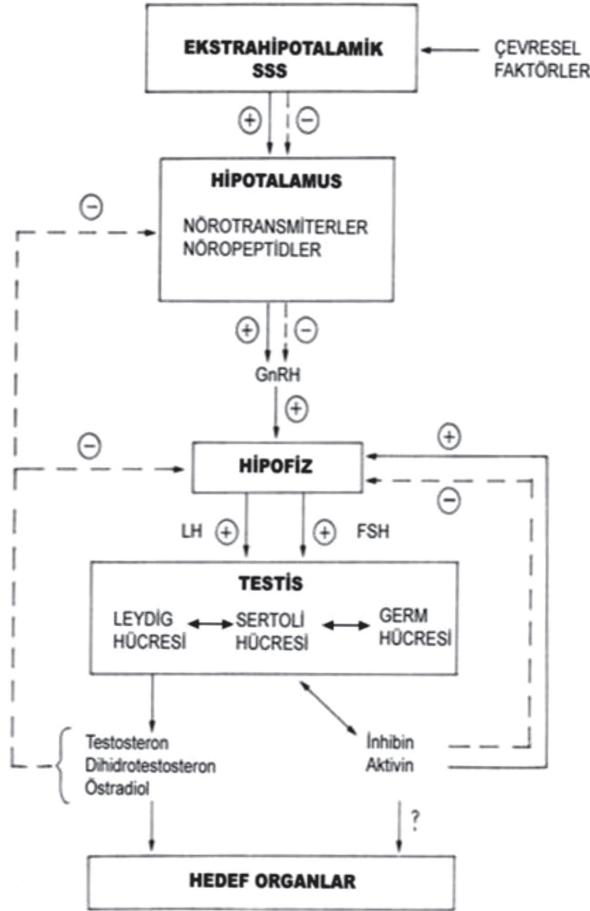 EKSTRAHİPOTALAMİK
SSS
ÇEVRESEL
FAKTÖRLER
+
−
HİPOTALAMUS
NÖROTRANSMİTERLER
NÖROPEPTİDLER
−
+
−
GnRH
+
−
HİPOFİZ
+
−
LH
+
+
FSH
TESTİS
LEYDİG
HÜCRESİ
SERTOLİ
HÜCRESİ
GERM
HÜCRESİ
Testosteron
Dihidrotestosteron
Östradiol
İnhibin
Aktivin
?
HEDEF ORGANLAR